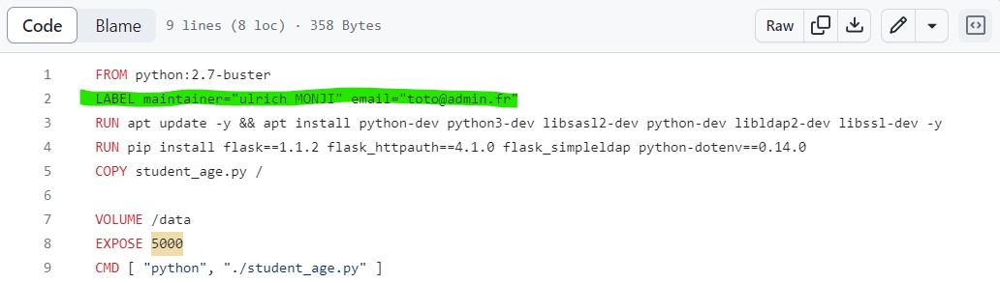 Code Blame 9 lines (8 loc) · 358 Bytes Raw
1 FROM python:2.7-buster
2 LABEL maintainer="ulrich MONJI" email="toto@admin.fr"
3 RUN apt update -y && apt install python-dev python3-dev libsasl2-dev python-dev libldap2-dev libssl-dev -y
4 RUN pip install flask==1.1.2 flask_httpauth==4.1.0 flask_simpleldap python-dotenv==0.14.0
5 COPY student_age.py /
6
7 VOLUME /data
8 EXPOSE 5000
9 CMD [ "python", "./student_age.py" ]